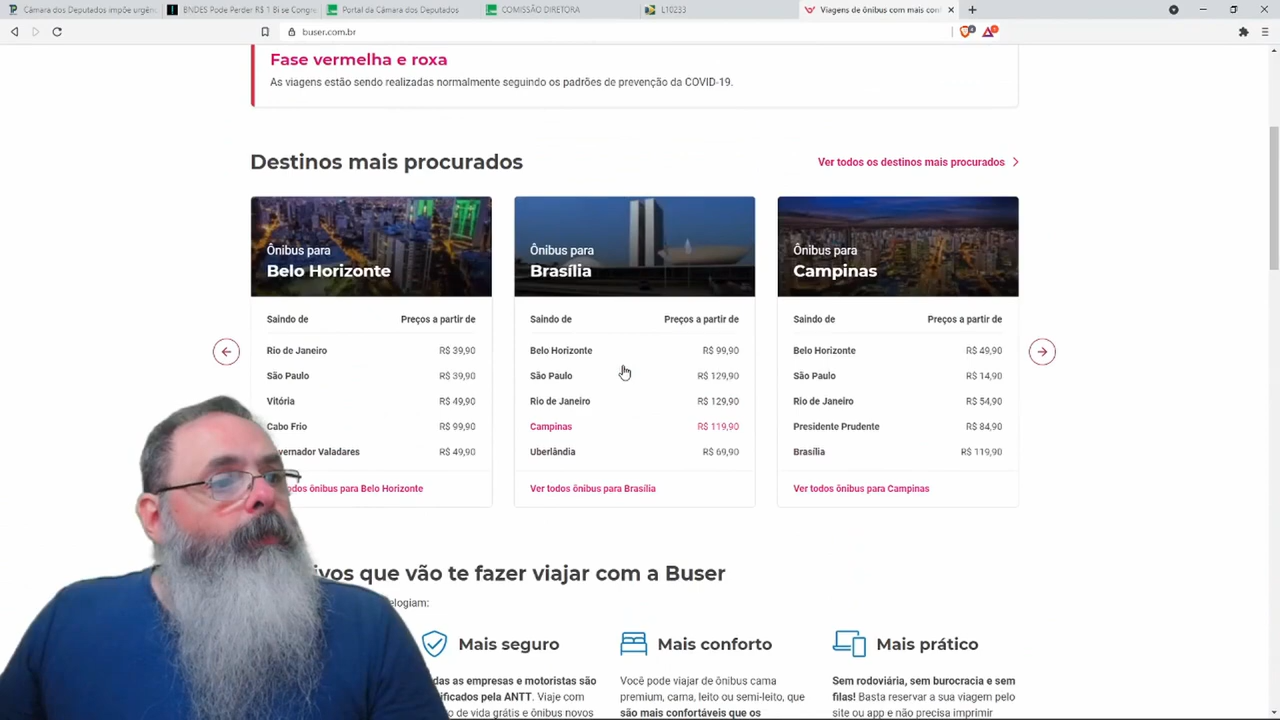 Câmara dos Deputados impõe urgênc
BNDES Pode Perder R$ 1 Bi se Congre
Portal da Câmara dos Deputados
COMISSÃO DIRETORA
L10233
Viagens de ônibus com mais con
buser.com.br
Fase vermelha e roxa
As viagens estão sendo realizadas normalmente seguindo os padrões de prevenção da COVID-19.
Destinos mais procurados
Ver todos os destinos mais procurados
Ônibus para
Belo Horizonte
Saindo de Preços a partir de
Rio de Janeiro R$ 39,90
São Paulo R$ 39,90
Vitória R$ 49,90
Cabo Frio R$ 99,90
vernador Valadares R$ 49,90
odos ônibus para Belo Horizonte
Ônibus para
Brasília
Saindo de Preços a partir de
Belo Horizonte R$ 99,90
São Paulo R$ 129,90
Rio de Janeiro R$ 129,90
Campinas R$ 119,90
Uberlândia R$ 69,90
Ver todos ônibus para Brasília
Ônibus para
Campinas
Saindo de Preços a partir de
Belo Horizonte R$ 49,90
São Paulo R$ 14,90
Rio de Janeiro R$ 54,90
Presidente Prudente R$ 84,90
Brasília R$ 119,90
Ver todos ônibus para Campinas
ivos que vão te fazer viajar com a Buser
elogiam:
Mais seguro
das as empresas e motoristas são
ificados pela ANTT. Viaje com
o de vida grátis e ônibus novos
Mais conforto
Você pode viajar de ônibus cama
premium, cama, leito ou semi-leito, que
são mais confortáveis que os
Mais prático
Sem rodoviária, sem burocracia e sem
filas! Basta reservar a sua viagem pelo
site ou app e não precisa imprimir